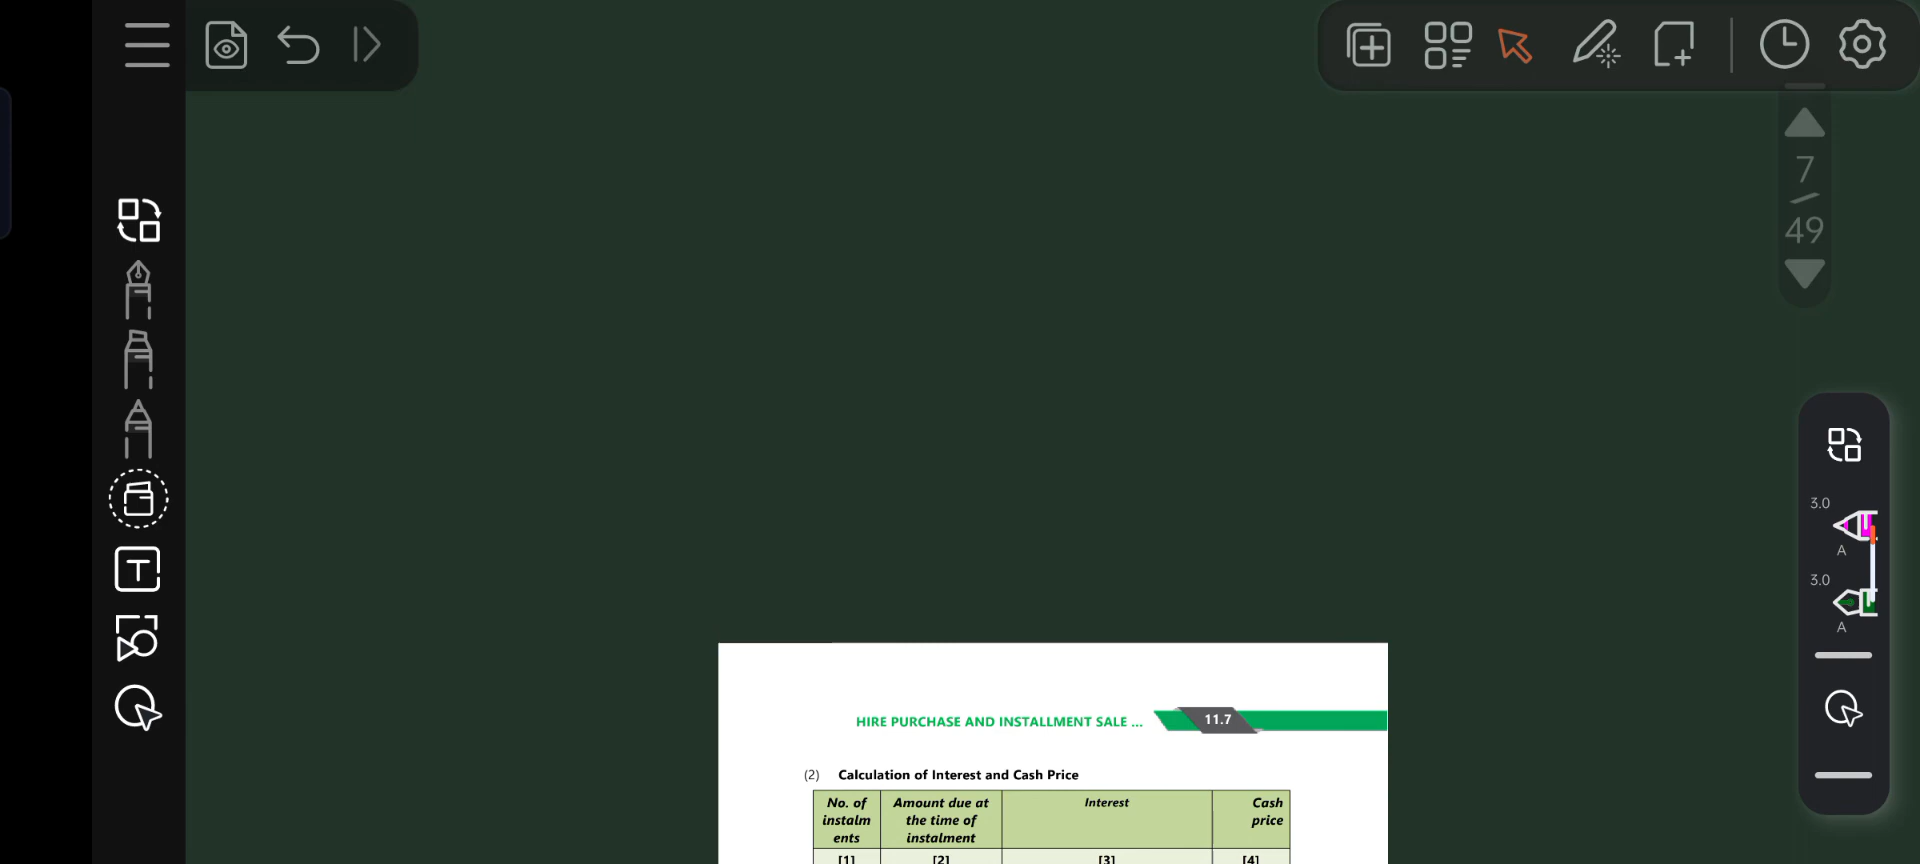 7
49
3.0
A
3.0
A
HIRE PURCHASE AND INSTALLMENT SALE ... 11.7
(2) Calculation of Interest and Cash Price
No. of instalm ents Amount due at the time of instalment Interest Cash price
[1] [2] [3] [4]